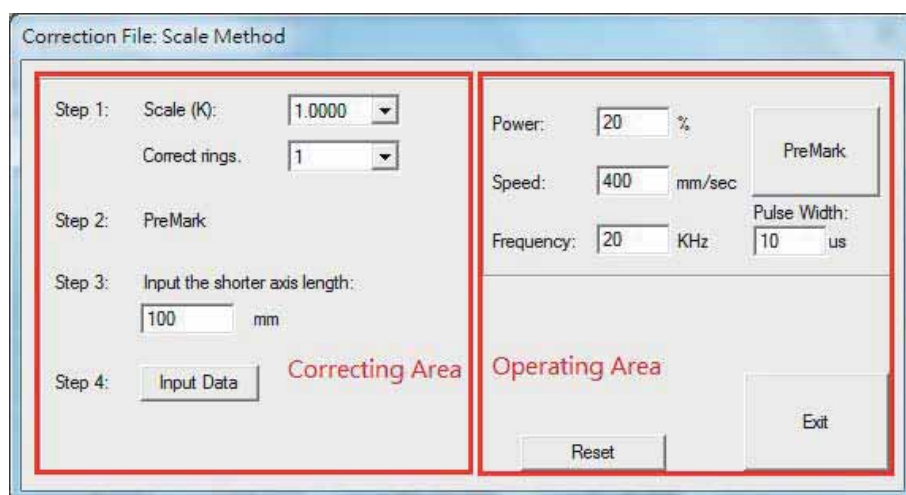 Correction File: Scale Method
Step 1: Scale (K): 1.0000
Correct rings. 1
Step 2: PreMark
Step 3: Input the shorter axis length:
100 mm
Step 4: Input Data
Correcting Area
Power: 20 %
PreMark
Speed: 400 mm/sec
Pulse Width:
Frequency: 20 KHz
10 us
Operating Area
Exit
Reset